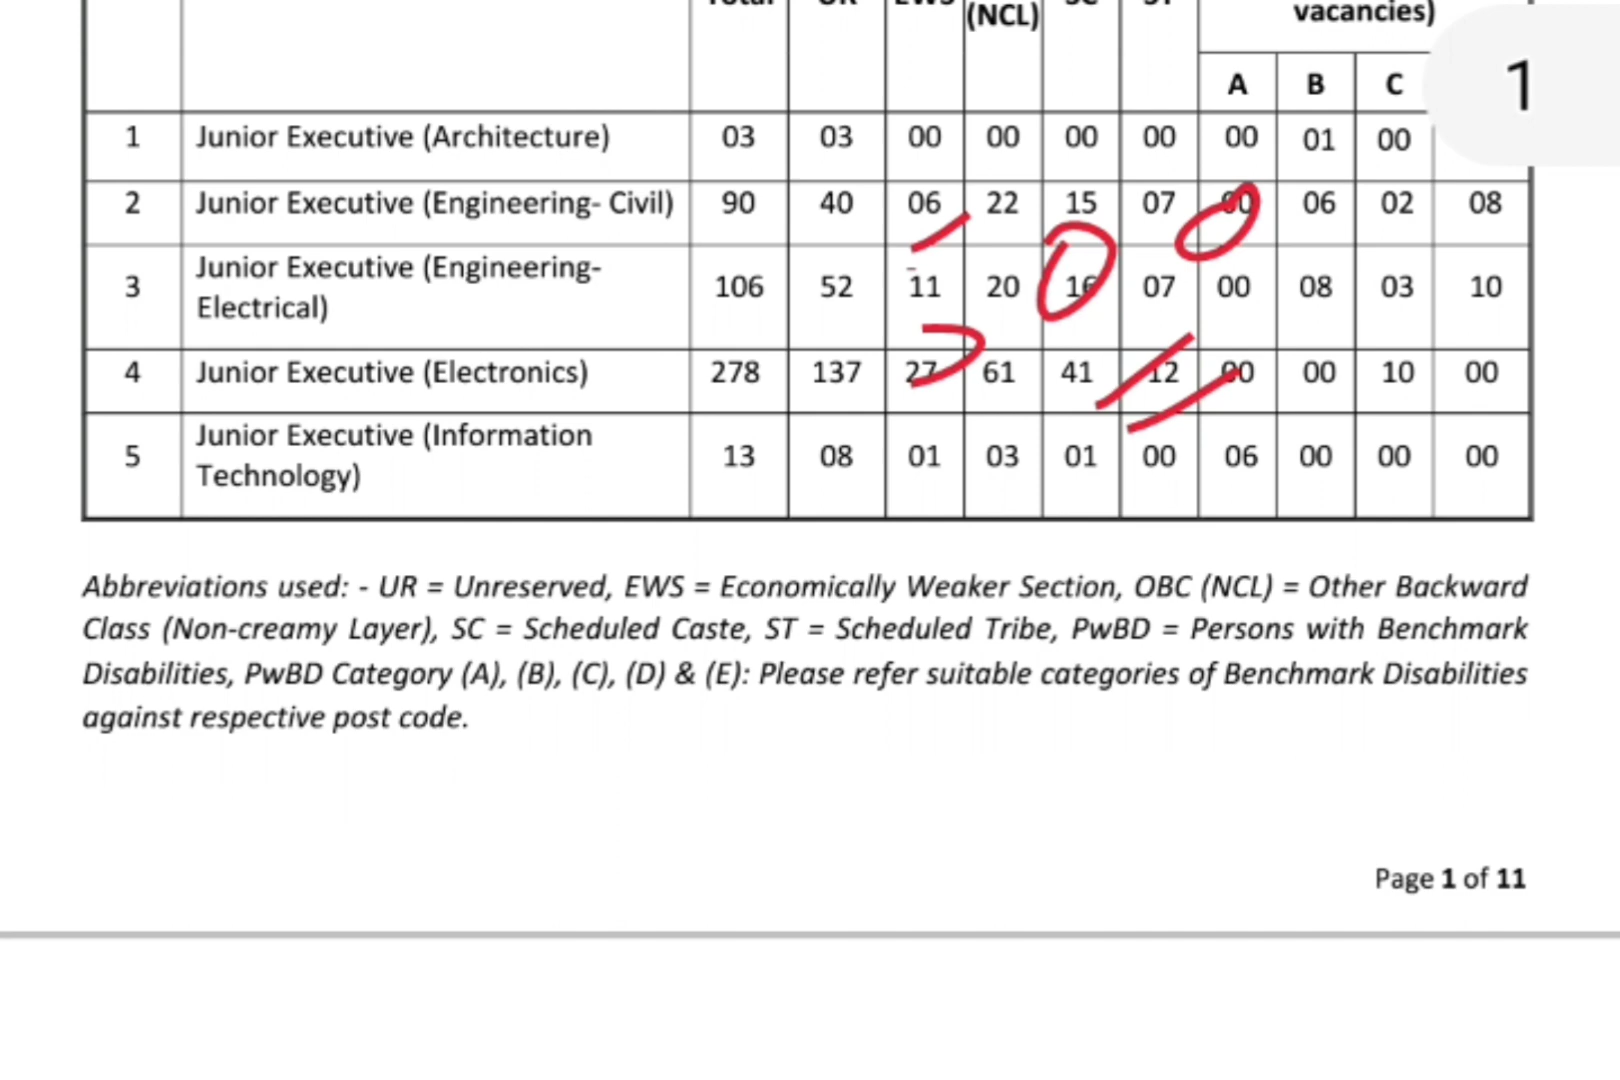 Total UR EWS (NCL) SC ST vacancies)
A B C
1
1 Junior Executive (Architecture) 03 03 00 00 00 00 00 01 00
2 Junior Executive (Engineering- Civil) 90 40 06 22 15 07 00 06 02 08
3 Junior Executive (Engineering-
Electrical) 106 52 11 20 16 07 00 08 03 10
4 Junior Executive (Electronics) 278 137 27 61 41 12 00 00 10 00
5 Junior Executive (Information
Technology) 13 08 01 03 01 00 06 00 00 00
Abbreviations used: - UR = Unreserved, EWS = Economically Weaker Section, OBC (NCL) = Other Backward
Class (Non-creamy Layer), SC = Scheduled Caste, ST = Scheduled Tribe, PwBD = Persons with Benchmark
Disabilities, PwBD Category (A), (B), (C), (D) & (E): Please refer suitable categories of Benchmark Disabilities
against respective post code.
Page 1 of 11